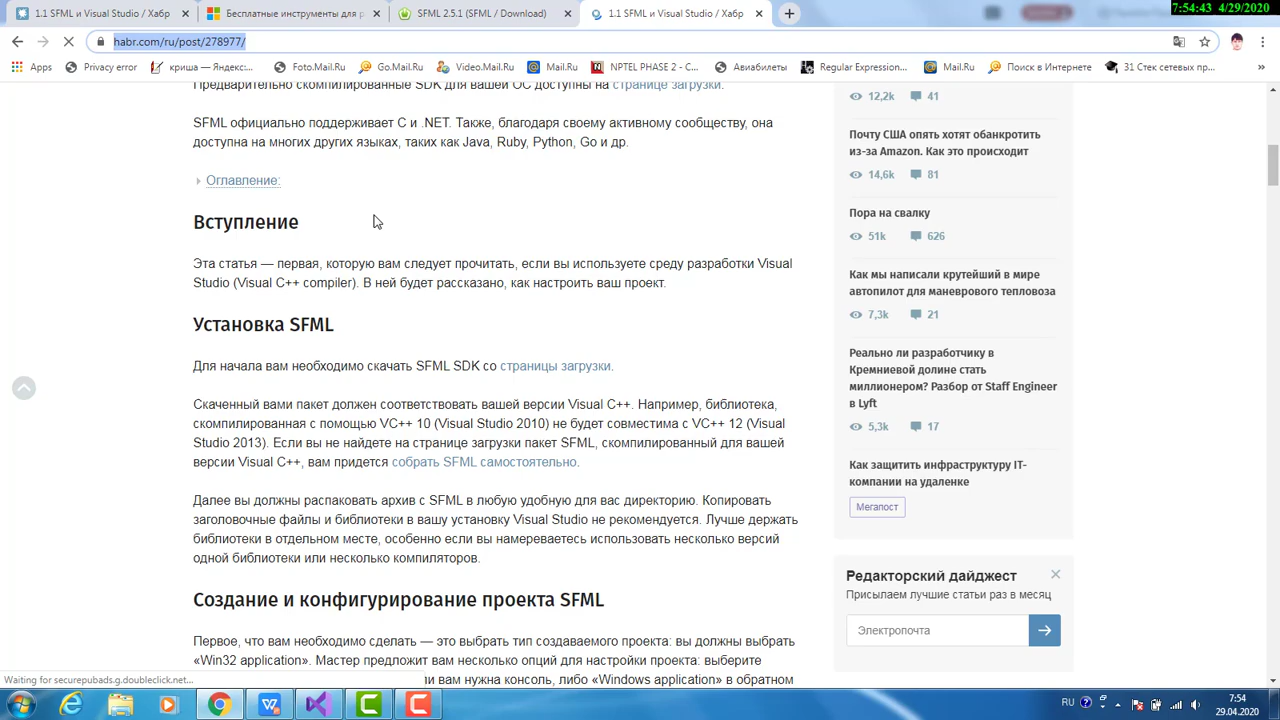 7:54:43 4/29/2020
1.1 SFML и Visual Studio / Хабр
Бесплатные инструменты для р
SFML 2.5.1 (SFML / Download)
1.1 SFML и Visual Studio / Хабр
habr.com/ru/post/278977/
Apps
Privacy error
криша — Яндекс...
Foto.Mail.Ru
Go.Mail.Ru
Video.Mail.Ru
Mail.Ru
NPTEL PHASE 2 - C...
Авиабилеты
Regular Expression...
Mail.Ru
Поиск в Интернете
31 Стек сетевых пр...
»
Предварительно скомпилированные SDK для вашей ОС доступны на странице загрузки.
SFML официально поддерживает C и .NET. Также, благодаря своему активному сообществу, она
доступна на многих других языках, таких как Java, Ruby, Python, Go и др.
Оглавление:
Вступление
Эта статья — первая, которую вам следует прочитать, если вы используете среду разработки Visual
Studio (Visual C++ compiler). В ней будет рассказано, как настроить ваш проект.
Установка SFML
Для начала вам необходимо скачать SFML SDK со страницы загрузки.
Скаченный вами пакет должен соответствовать вашей версии Visual C++. Например, библиотека,
скомпилированная с помощью VC++ 10 (Visual Studio 2010) не будет совместима с VC++ 12 (Visual
Studio 2013). Если вы не найдете на странице загрузки пакет SFML, скомпилированный для вашей
версии Visual C++, вам придется собрать SFML самостоятельно.
Далее вы должны распаковать архив с SFML в любую удобную для вас директорию. Копировать
заголовочные файлы и библиотеки в вашу установку Visual Studio не рекомендуется. Лучше держать
библиотеки в отдельном месте, особенно если вы намереваетесь использовать несколько версий
одной библиотеки или несколько компиляторов.
Создание и конфигурирование проекта SFML
Первое, что вам необходимо сделать — это выбрать тип создаваемого проекта: вы должны выбрать
«Win32 application». Мастер предложит вам несколько опций для настройки проекта: выберите
ли вам нужна консоль, либо «Windows application» в обратном
12,2k 41
Почту США опять хотят обанкротить
из-за Amazon. Как это происходит
14,6k 81
Пора на свалку
51k 626
Как мы написали крутейший в мире
автопилот для маневрового тепловоза
7,3k 21
Реально ли разработчику в
Кремниевой долине стать
миллионером? Разбор от Staff Engineer
в Lyft
5,3k 17
Как защитить инфраструктуру IT-
компании на удаленке
Мегапост
Редакторский дайджест
Присылаем лучшие статьи раз в месяц
Электропочта
Waiting for securepubads.g.doubleclick.net...
RU
7:54
29.04.2020